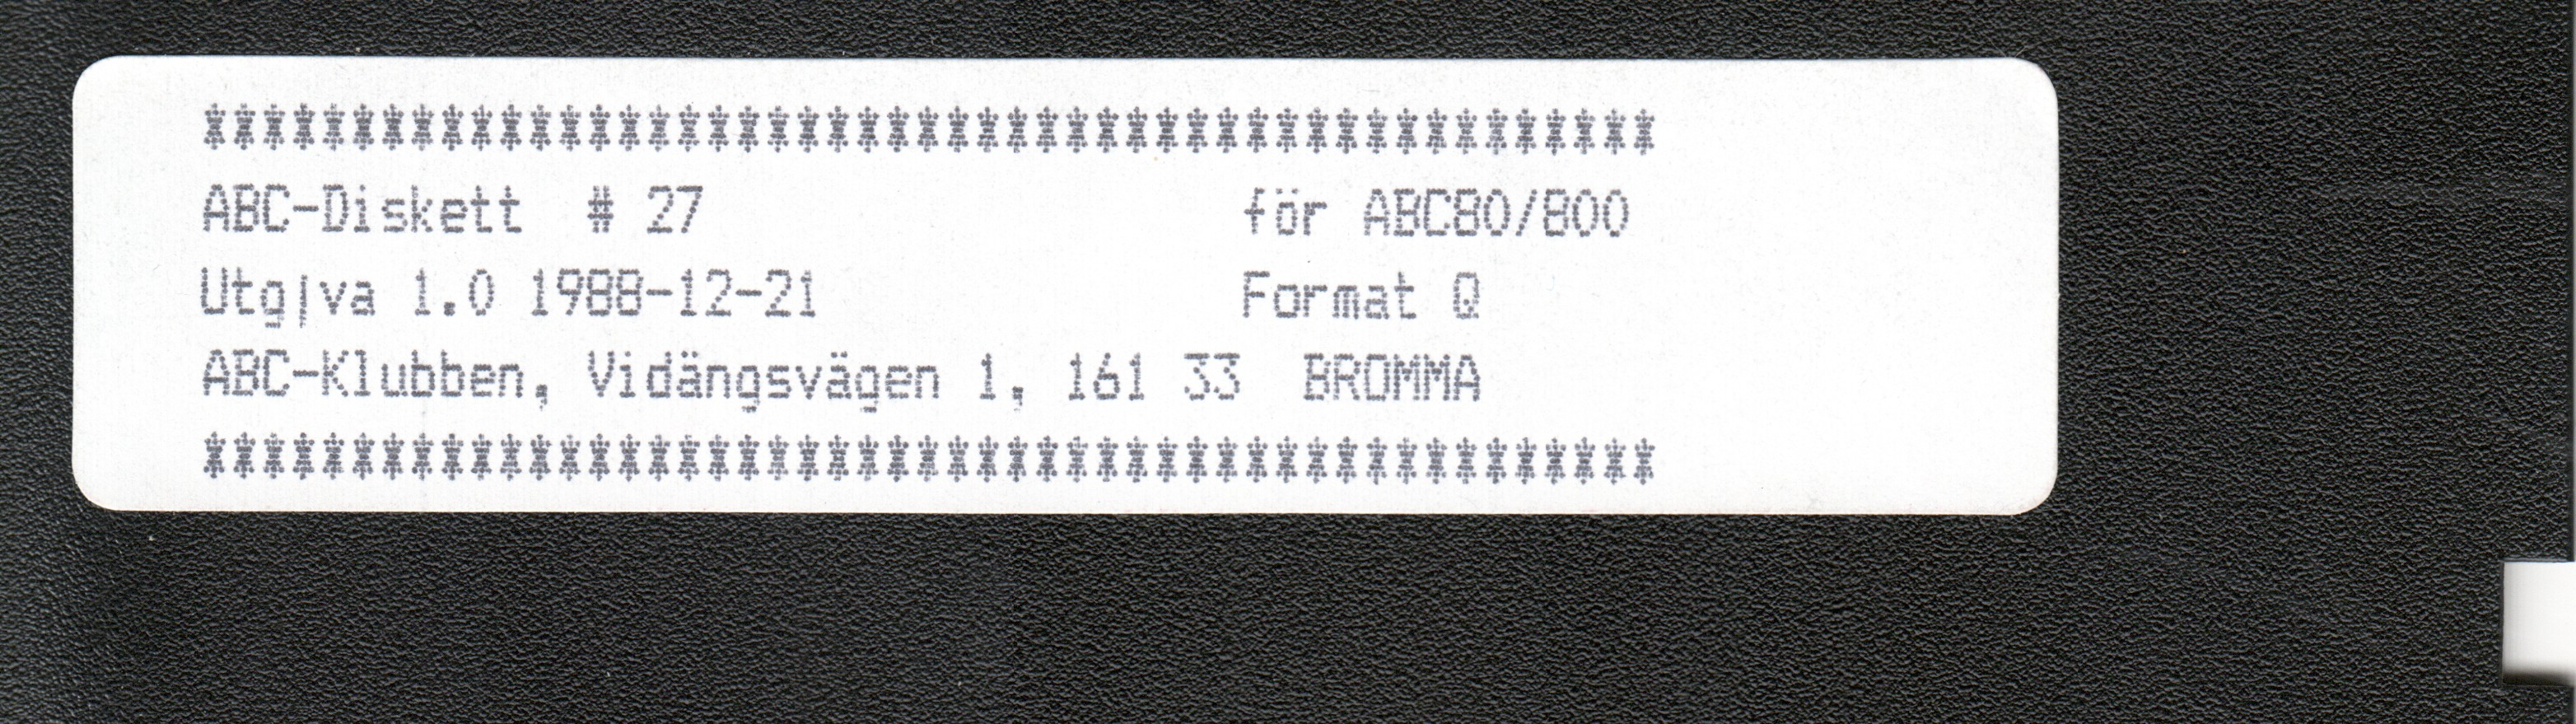 *************************************************
ABC-Diskett # 27 för ABC80/800
Utg|va 1.0 1988-12-21 Format Q
ABC-Klubben, Vidängsvägen 1, 161 33 BROMMA
*************************************************